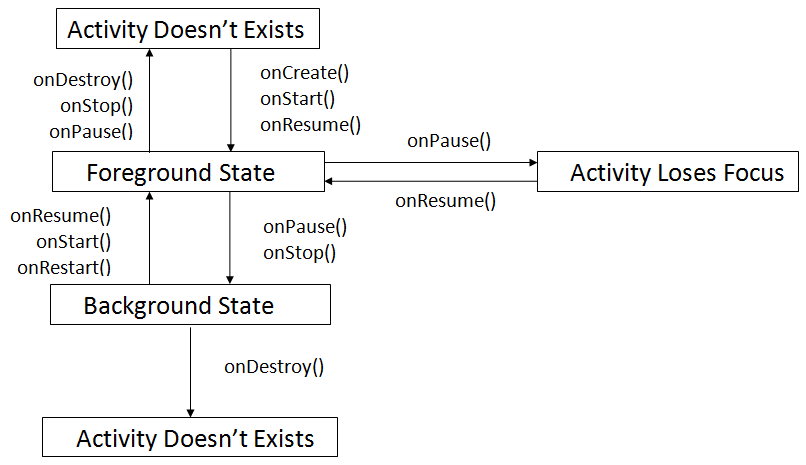 Activity Doesn't Exists
onDestroy()
onStop()
onPause()
onCreate()
onStart()
onResume()
Foreground State
onPause()
onResume()
Activity Loses Focus
onResume()
onStart()
onRestart()
onPause()
onStop()
Background State
onDestroy()
Activity Doesn't Exists